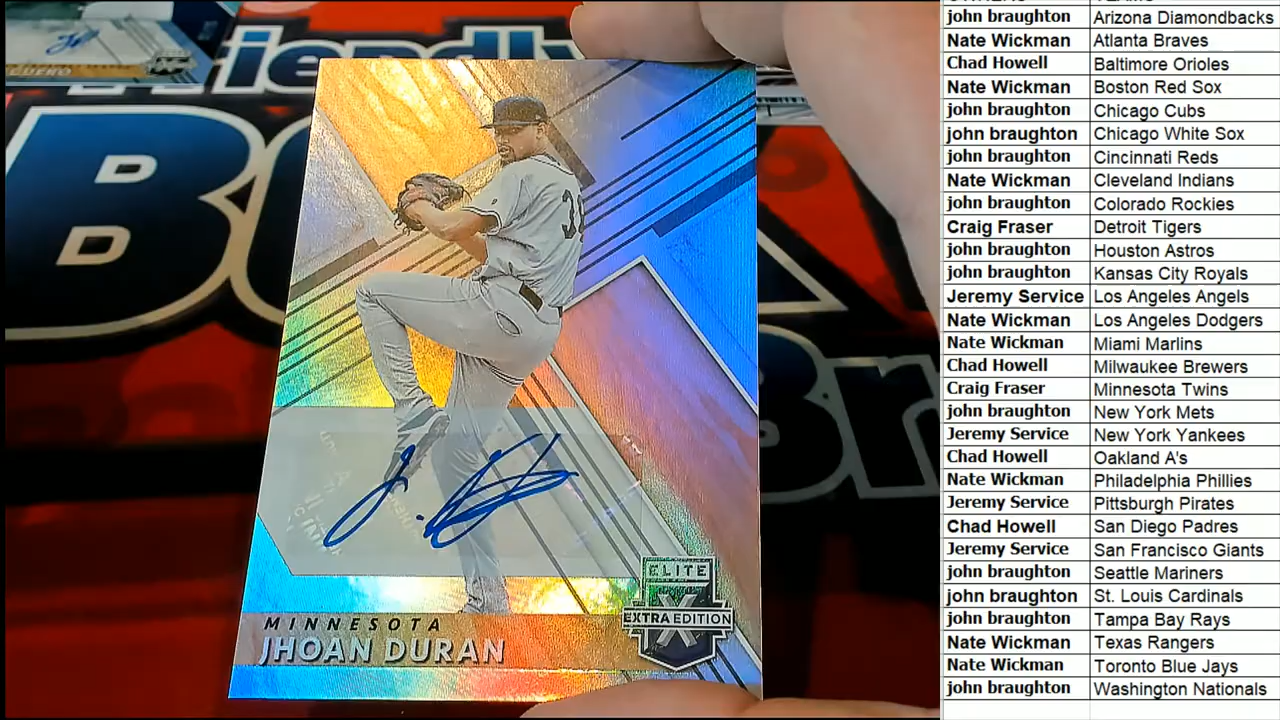 riendly
BO
Br
MINNESOTA
JHOAN DURAN
ELITE
EXTRA EDITION
john braughton Arizona Diamondbacks
Nate Wickman Atlanta Braves
Chad Howell Baltimore Orioles
Nate Wickman Boston Red Sox
john braughton Chicago Cubs
john braughton Chicago White Sox
john braughton Cincinnati Reds
Nate Wickman Cleveland Indians
john braughton Colorado Rockies
Craig Fraser Detroit Tigers
john braughton Houston Astros
john braughton Kansas City Royals
Jeremy Service Los Angeles Angels
Nate Wickman Los Angeles Dodgers
Nate Wickman Miami Marlins
Chad Howell Milwaukee Brewers
Craig Fraser Minnesota Twins
john braughton New York Mets
Jeremy Service New York Yankees
Chad Howell Oakland A's
Nate Wickman Philadelphia Phillies
Jeremy Service Pittsburgh Pirates
Chad Howell San Diego Padres
Jeremy Service San Francisco Giants
john braughton Seattle Mariners
john braughton St. Louis Cardinals
john braughton Tampa Bay Rays
Nate Wickman Texas Rangers
Nate Wickman Toronto Blue Jays
john braughton Washington Nationals